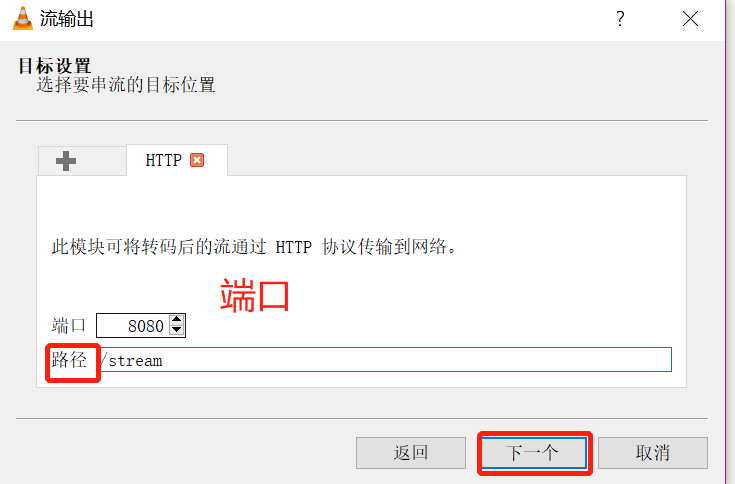 流输出
?
目标设置
选择要串流的目标位置
HTTP
此模块可将转码后的流通过 HTTP 协议传输到网络。
端口
端口 8080
路径 /stream
返回 下一个 取消